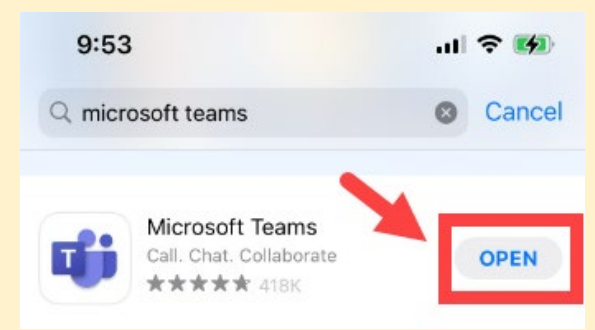 9:53
microsoft teams
Cancel
Microsoft Teams
Call. Chat. Collaborate
OPEN
418K
T